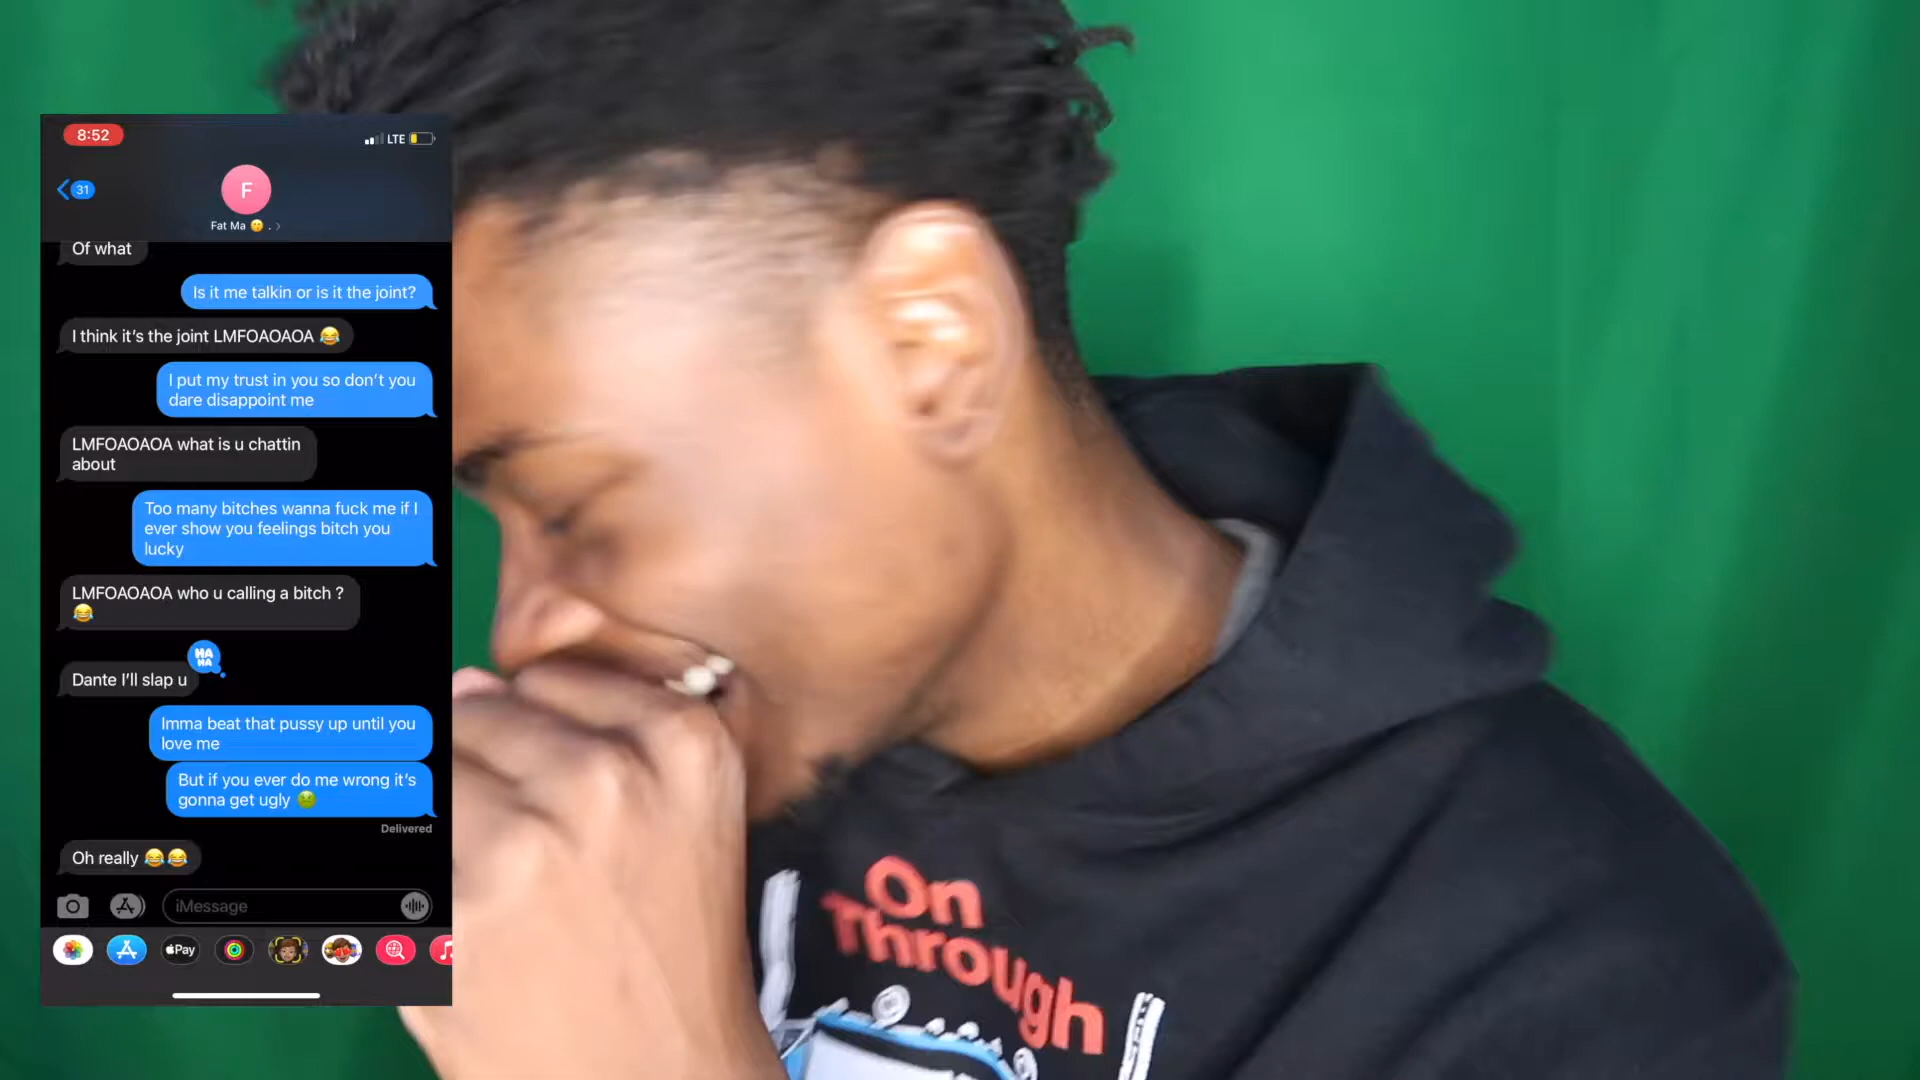 8:52
LTE
31
F
Fat Ma 🤭 . >
Of what
Is it me talkin or is it the joint?
I think it's the joint LMFOAOAOA 😂
I put my trust in you so don't you
dare disappoint me
LMFOAOAOA what is u chattin
about
Too many bitches wanna fuck me if I
ever show you feelings bitch you
lucky
LMFOAOAOA who u calling a bitch ?
😂
HA
HA
Dante I'll slap u
Imma beat that pussy up until you
love me
But if you ever do me wrong it's
gonna get ugly 🤢
Delivered
Oh really 😂😂
iMessage
Pay
On
Through